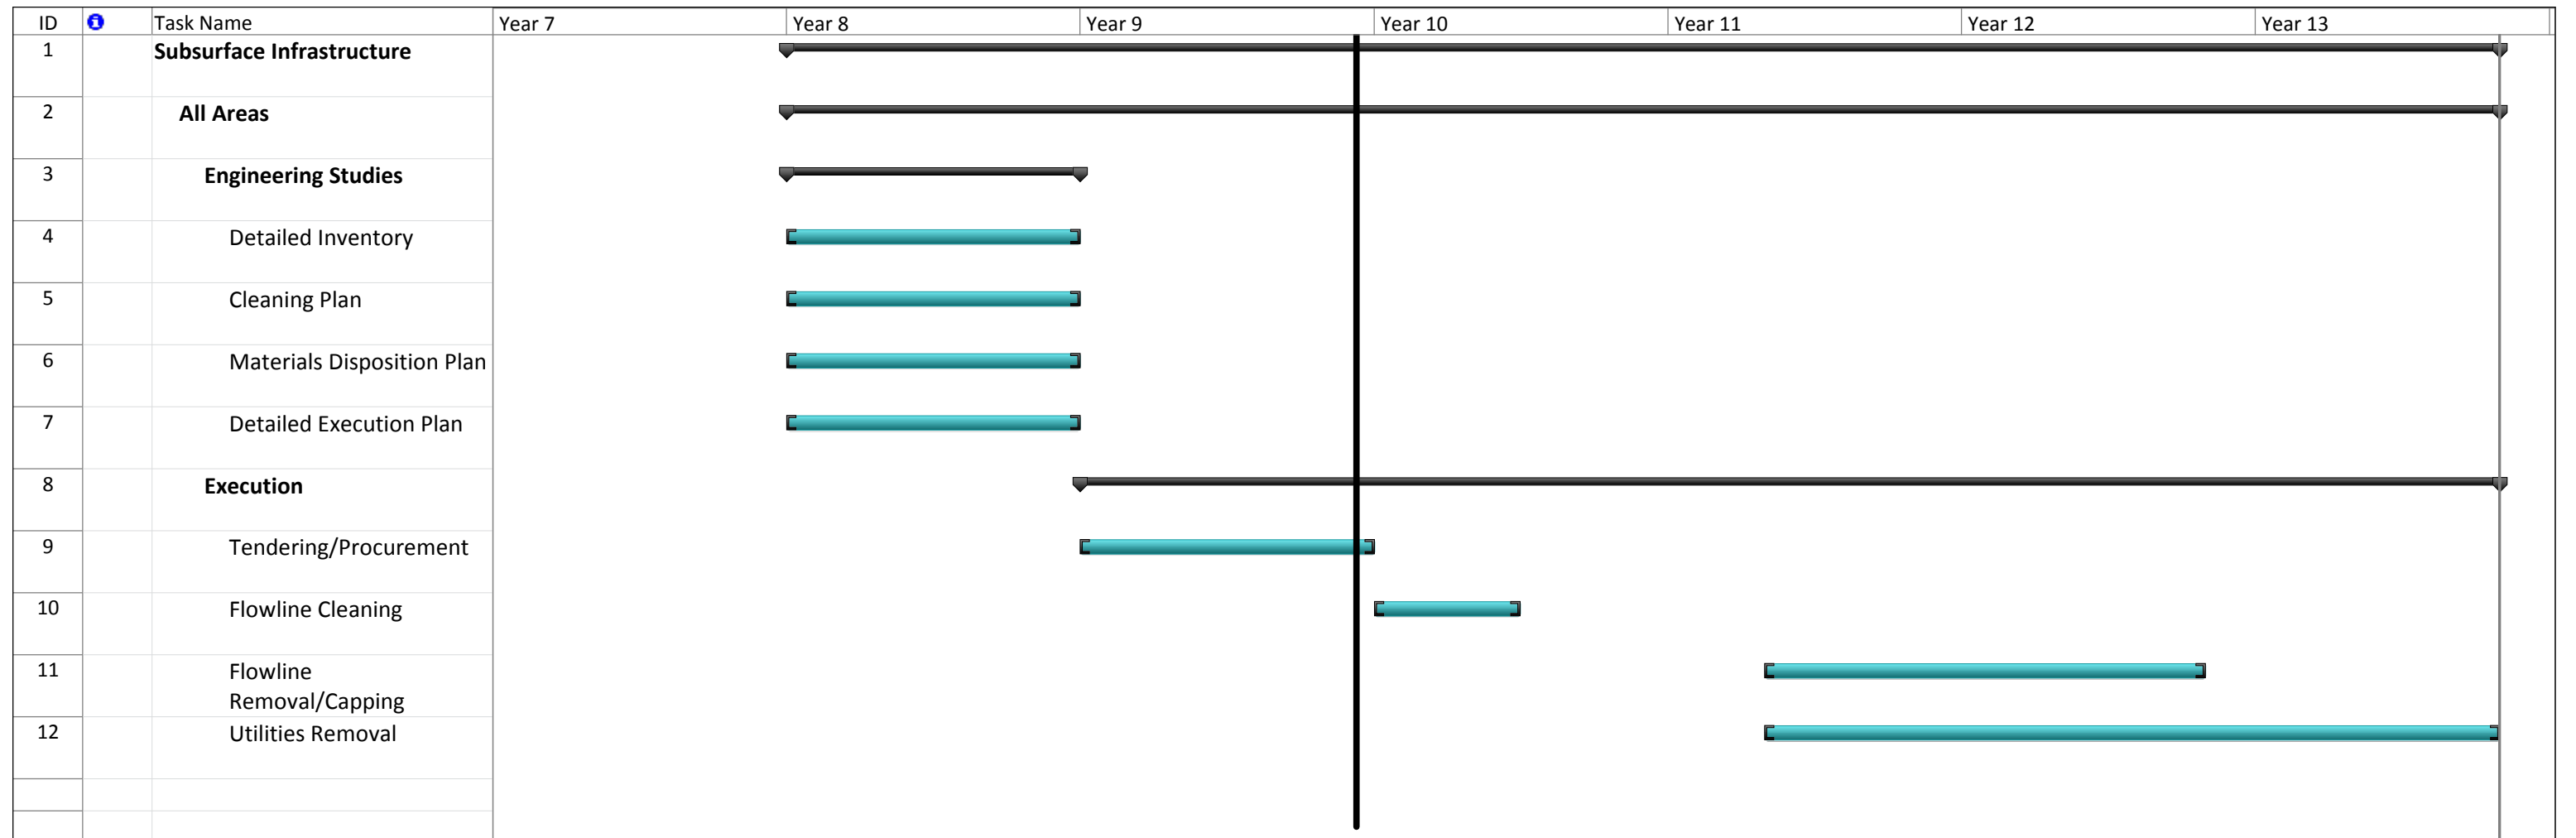 ID Task Name Year 7 Year 8 Year 9 Year 10 Year 11 Year 12 Year 13
1 Subsurface Infrastructure
2 All Areas
3 Engineering Studies
4 Detailed Inventory
5 Cleaning Plan
6 Materials Disposition Plan
7 Detailed Execution Plan
8 Execution
9 Tendering/Procurement
10 Flowline Cleaning
11 Flowline
Removal/Capping
12 Utilities Removal